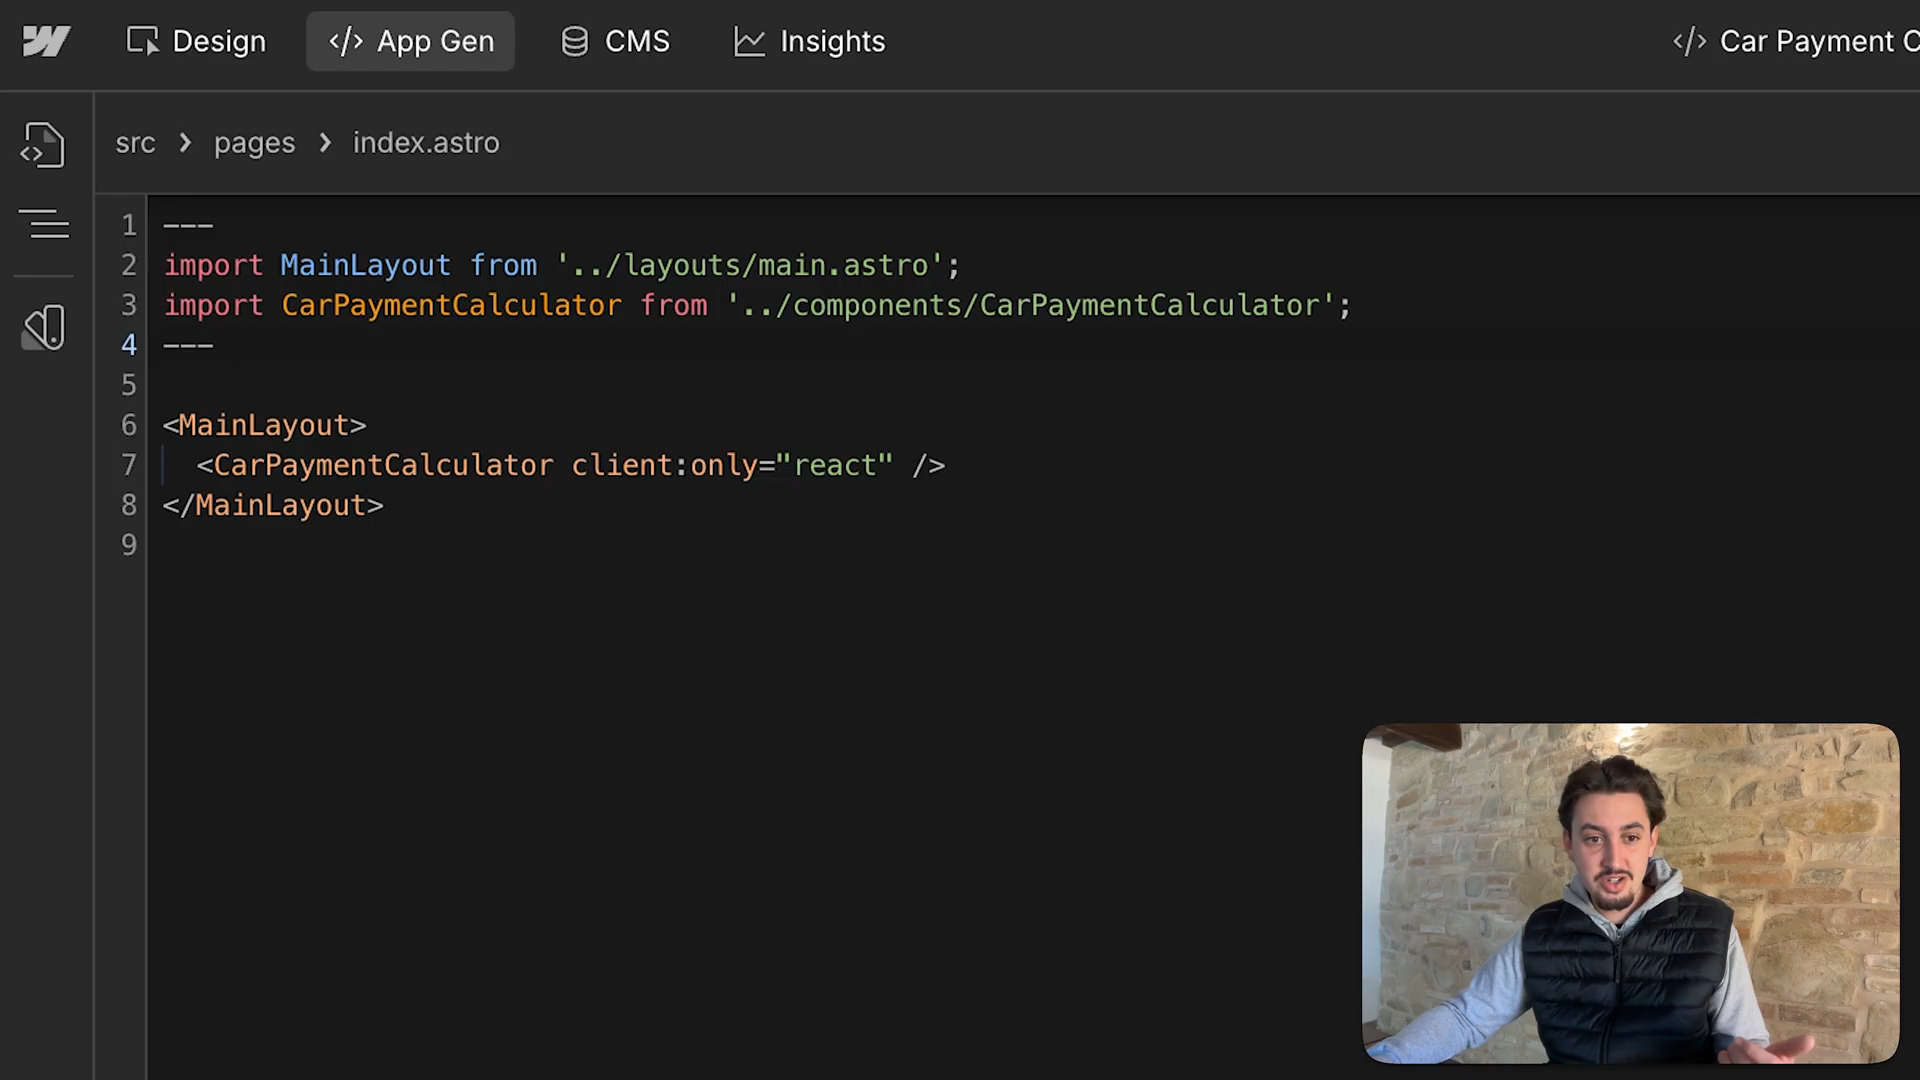 Design
App Gen
CMS
Insights
</> Car Payment C
src > pages > index.astro
1 ---
2 import MainLayout from '../layouts/main.astro';
3 import CarPaymentCalculator from '../components/CarPaymentCalculator';
4 ---
5
6 <MainLayout>
7 <CarPaymentCalculator client:only="react" />
8 </MainLayout>
9